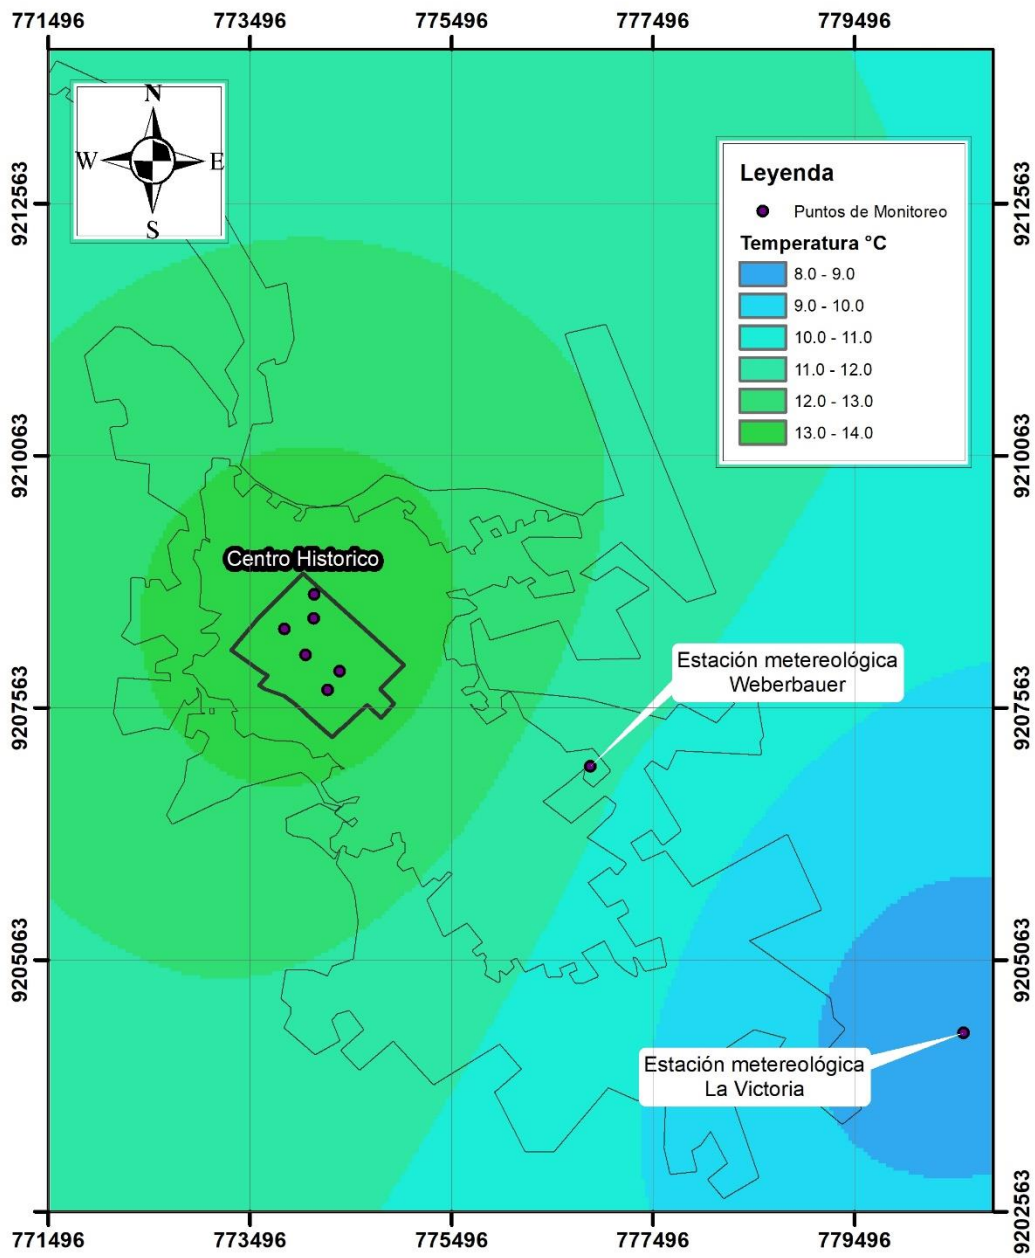 771496 773496 775496 777496 779496
N
W E
S
9212563 9212563
Leyenda
Puntos de Monitoreo
Temperatura °C
8.0 - 9.0
9.0 - 10.0
10.0 - 11.0
11.0 - 12.0
12.0 - 13.0
13.0 - 14.0
9210063 9210063
Centro Historico
Estación metereológica
Weberbauer
9207563 9207563
9205063 9205063
Estación metereológica
La Victoria
9202563 9202563
771496 773496 775496 777496 779496